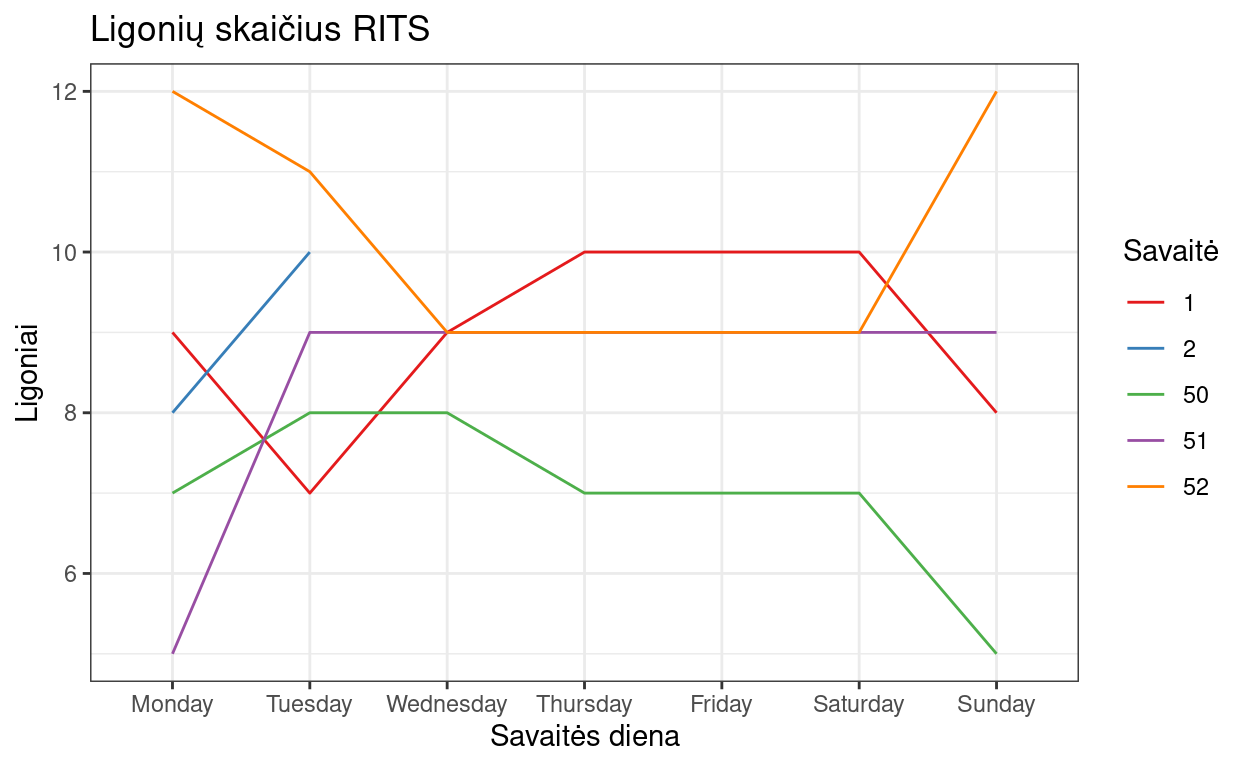 Ligonių skaičius RITS
12
10
8
6
Ligoniai
Monday Tuesday Wednesday Thursday Friday Saturday Sunday
Savaitės diena
Savaitė
1
2
50
51
52